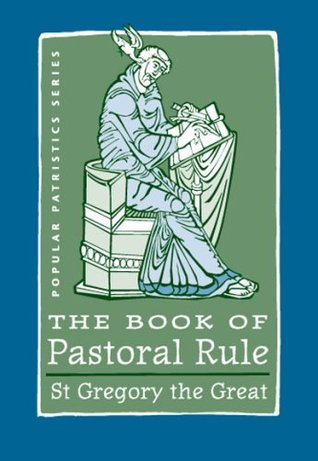 POPULAR PATRISTICS SERIES
THE BOOK OF
Pastoral Rule
St Gregory the Great